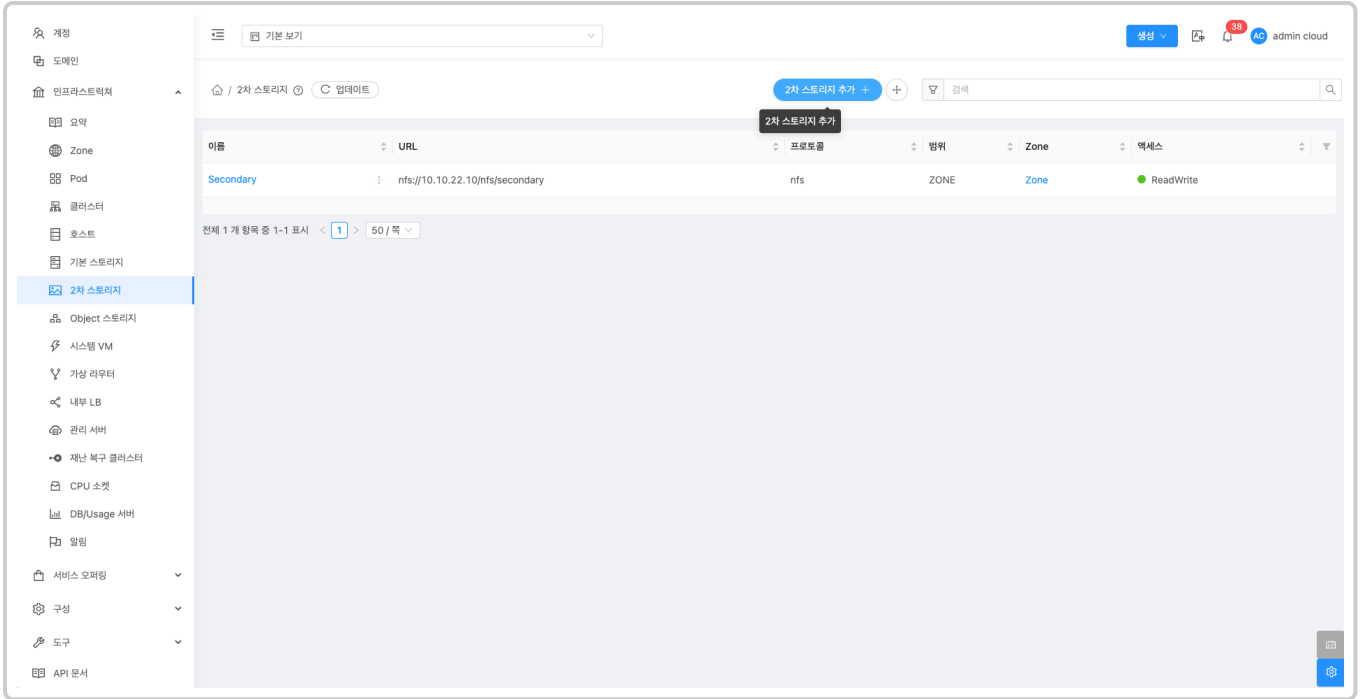 계정
도메인
인프라스트럭쳐
요약
Zone
Pod
클러스터
호스트
기본 스토리지
2차 스토리지
Object 스토리지
시스템 VM
가상 라우터
내부 LB
관리 서버
재난 복구 클러스터
CPU 소켓
DB/Usage 서버
알림
서비스 오퍼링
구성
도구
API 문서
기본 보기
생성
38
AC admin cloud
/ 2차 스토리지 업데이트
2차 스토리지 추가 +
검색
2차 스토리지 추가
이름 URL 프로토콜 범위 Zone 액세스
Secondary nfs://10.10.22.10/nfs/secondary nfs ZONE Zone ReadWrite
전체 1 개 항목 중 1-1 표시 < 1 > 50 / 쪽